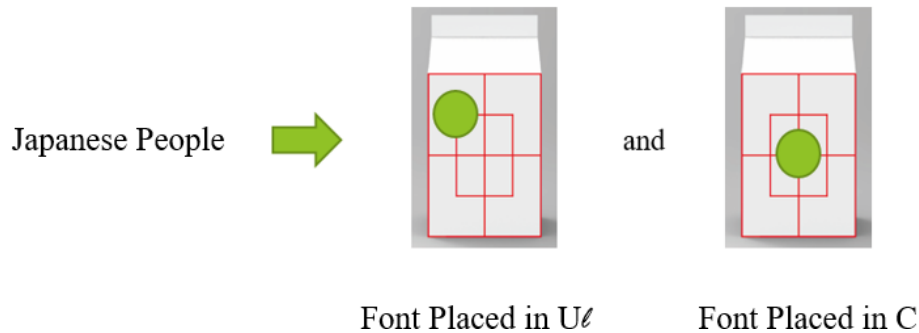 Japanese People
and
Font Placed in Uℓ
Font Placed in C